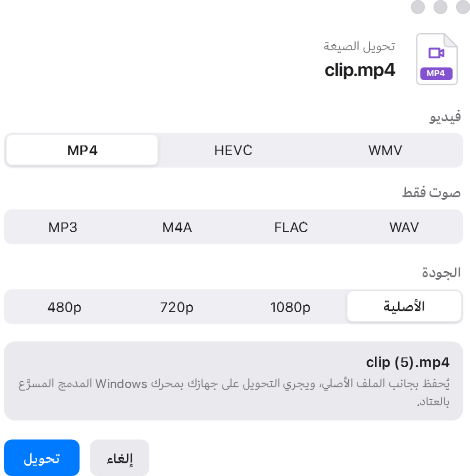 تحويل الصيغة
clip.mp4
MP4
فيديو
MP4 HEVC WMV
صوت فقط
MP3 M4A FLAC WAV
الجودة
480p 720p 1080p الأصلية
clip (5).mp4
يُحفظ بجانب الملف الأصلي، ويجري التحويل على جهازك بمحرك Windows المدمج المسرَّع
بالعتاد.
إلغاء تحويل